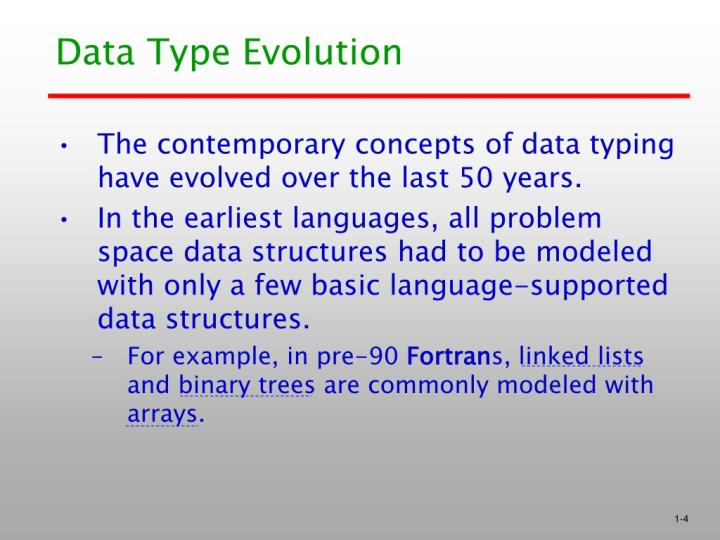 Data Type Evolution
• The contemporary concepts of data typing
have evolved over the last 50 years.
• In the earliest languages, all problem
space data structures had to be modeled
with only a few basic language-supported
data structures.
– For example, in pre-90 Fortrans, linked lists
and binary trees are commonly modeled with
arrays.
1-4